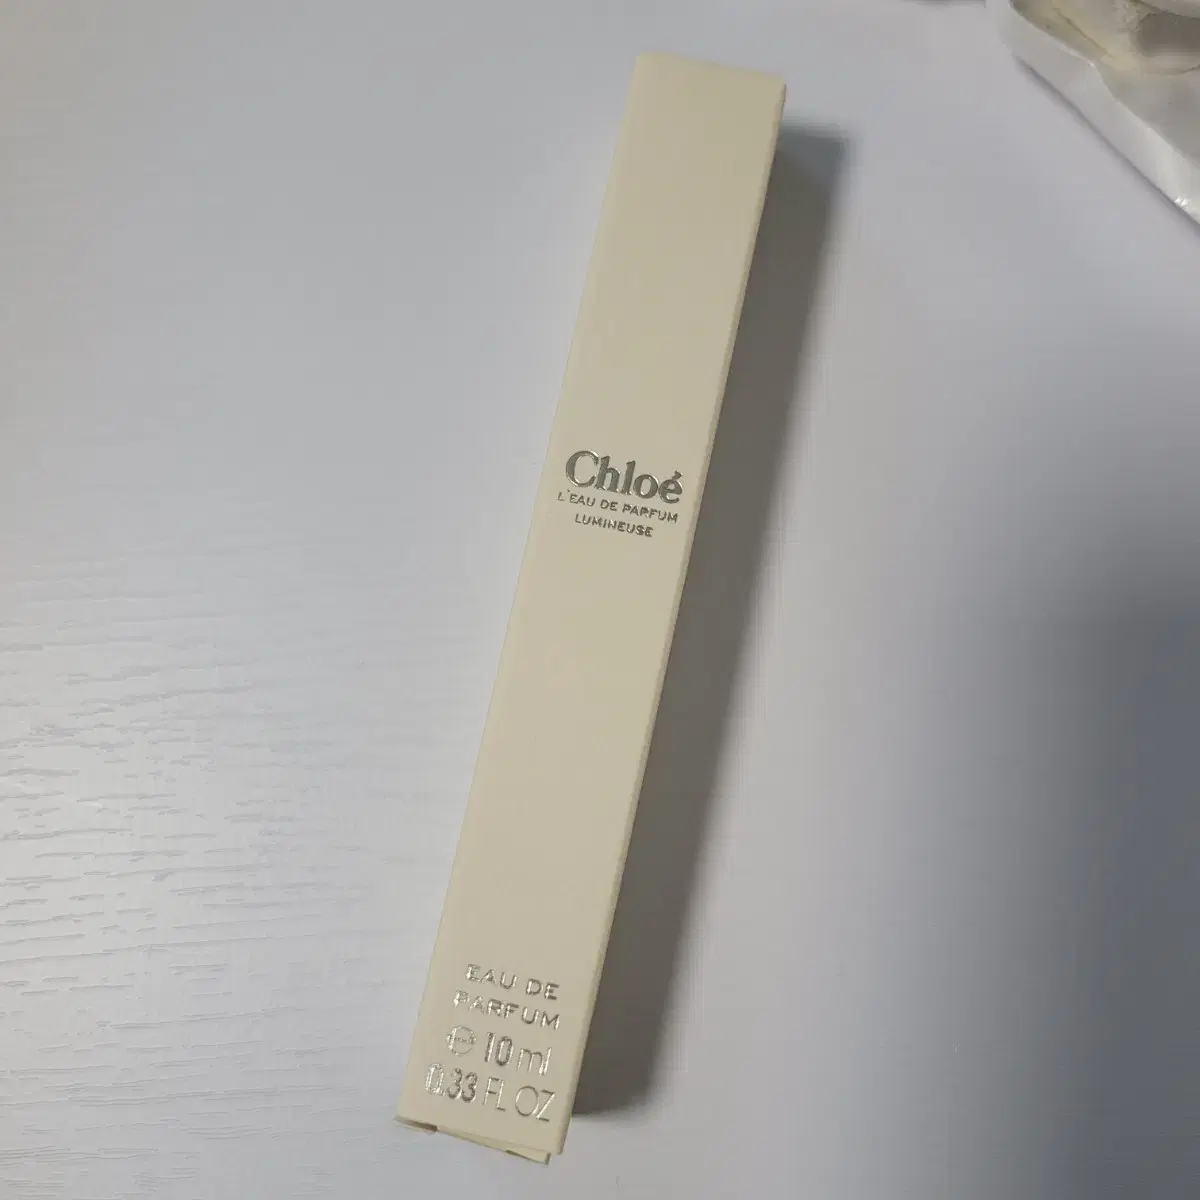 Chloé
L'EAU DE PARFUM
LUMINEUSE
EAU DE
PARFUM
℮ 10 ml
0.33 FL OZ